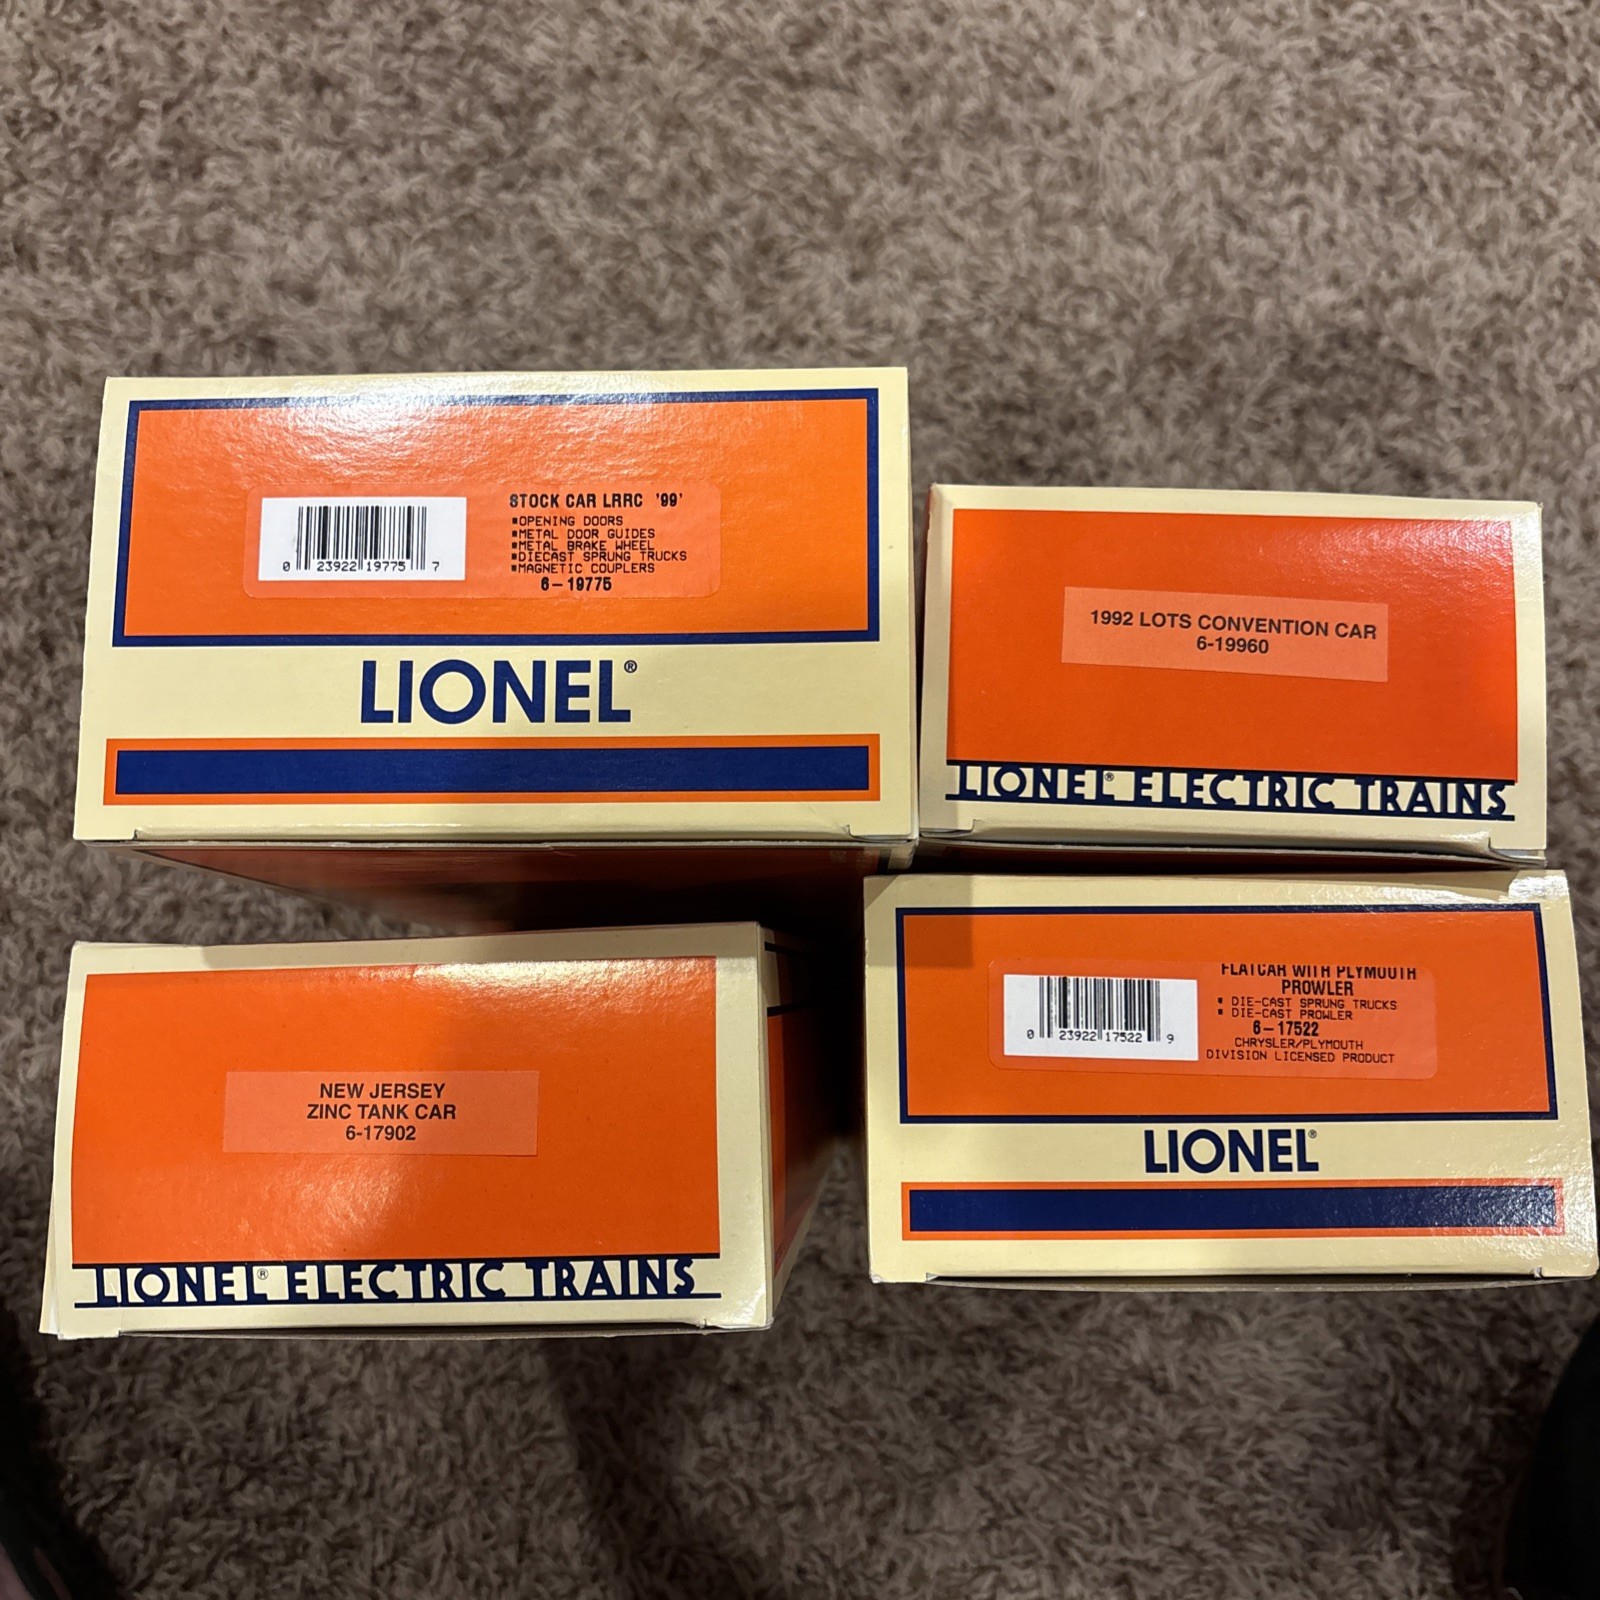 STOCK CAR LRRC '99'
▪OPENING DOORS
▪METAL DOOR GUIDES
▪METAL BRAKE WHEEL
▪DIECAST SPRUNG TRUCKS
▪MAGNETIC COUPLERS
6-19775
0 23922 19775 7
LIONEL®
1992 LOTS CONVENTION CAR
6-19960
LIONEL® ELECTRIC TRAINS
NEW JERSEY
ZINC TANK CAR
6-17902
LIONEL® ELECTRIC TRAINS
FLATCAR WITH PLYMOUTH
PROWLER
▪ DIE-CAST SPRUNG TRUCKS
▪ DIE-CAST PROWLER
6-17522
CHRYSLER/PLYMOUTH
DIVISION LICENSED PRODUCT
0 23922 17522 9
LIONEL®